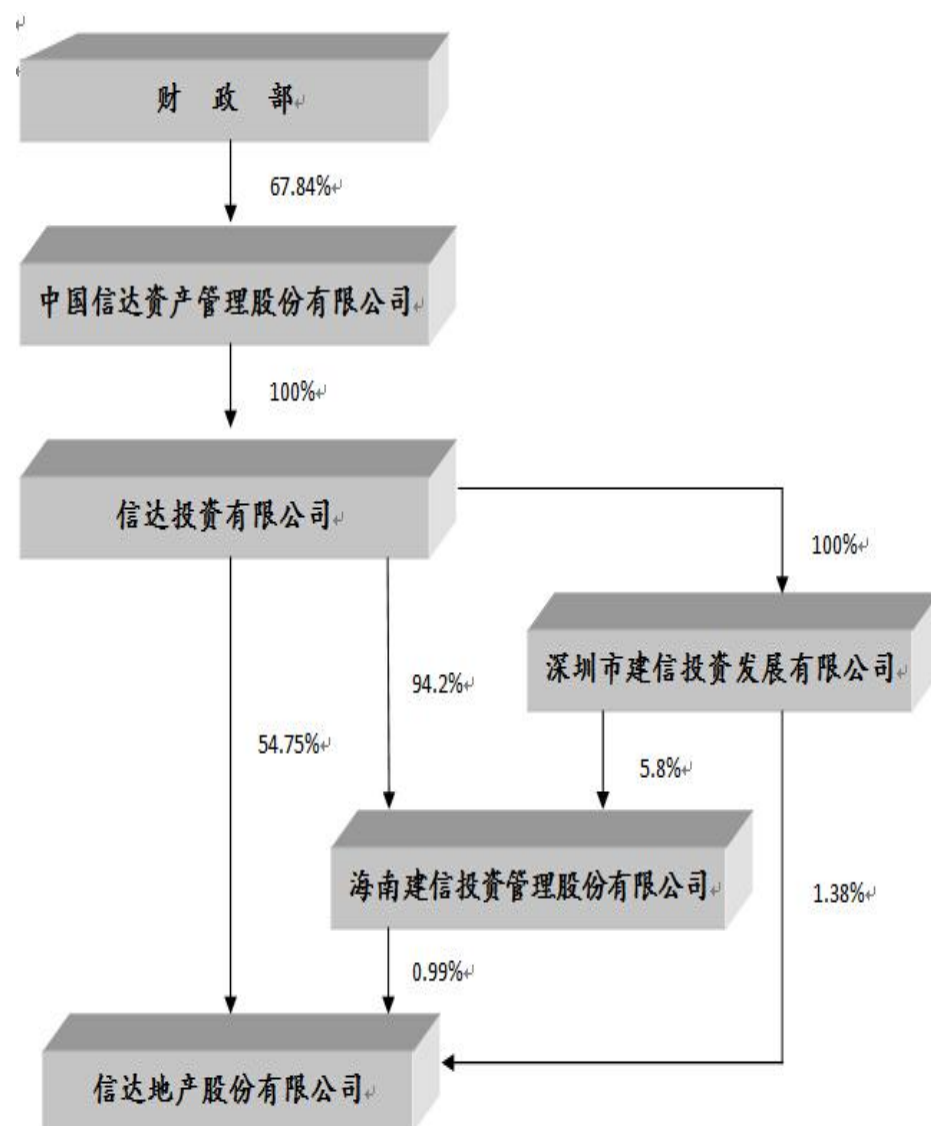 财 政 部
67.84%
中国信达资产管理股份有限公司
100%
信达投资有限公司
100%
深圳市建信投资发展有限公司
94.2%
54.75%
5.8%
海南建信投资管理股份有限公司
1.38%
0.99%
信达地产股份有限公司